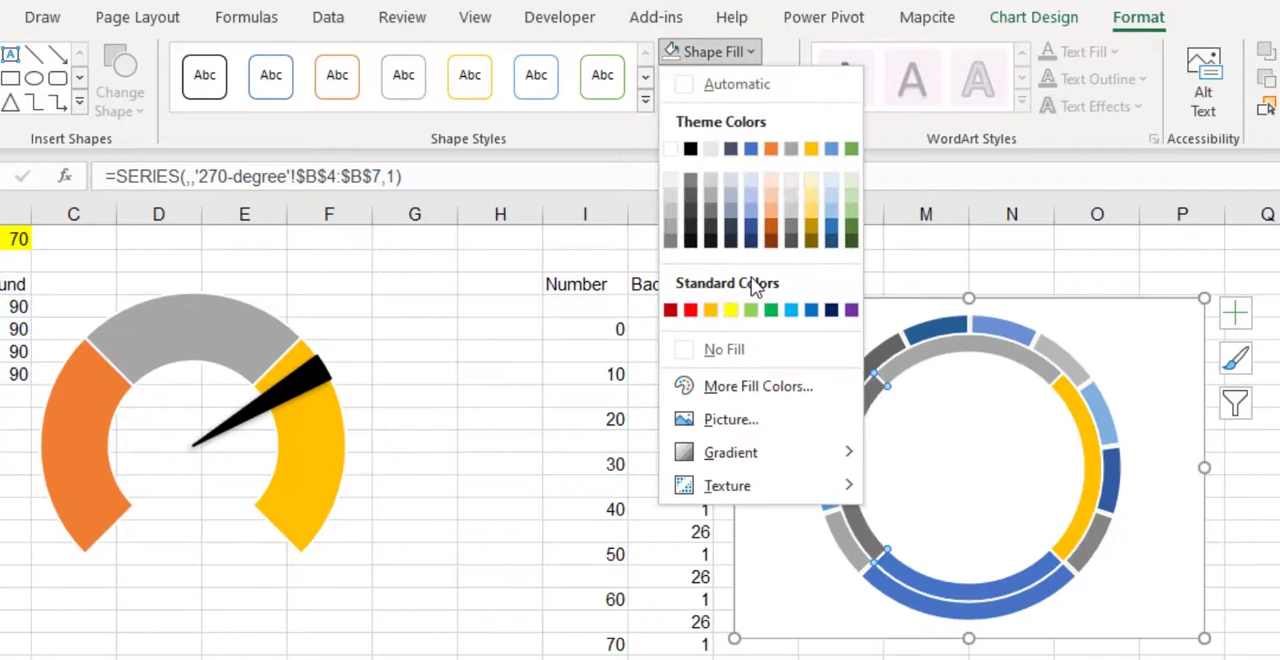 Draw Page Layout Formulas Data Review View Developer Add-ins Help Power Pivot Mapcite Chart Design Format
Change
Shape
Insert Shapes
Abc Abc Abc Abc Abc Abc Abc
Shape Styles
Shape Fill
Automatic
Theme Colors
Standard Colors
No Fill
More Fill Colors...
Picture...
Gradient
Texture
A A A
A Text Fill
A Text Outline
A Text Effects
WordArt Styles
Alt
Text
Accessibility
fx =SERIES(,,'270-degree'!$B$4:$B$7,1)
C D E F G H I M N O P Q
70
und Number Bac
90
90 0
90
90 10
20
30
40 1
26
50 1
26
60 1
26
70 1